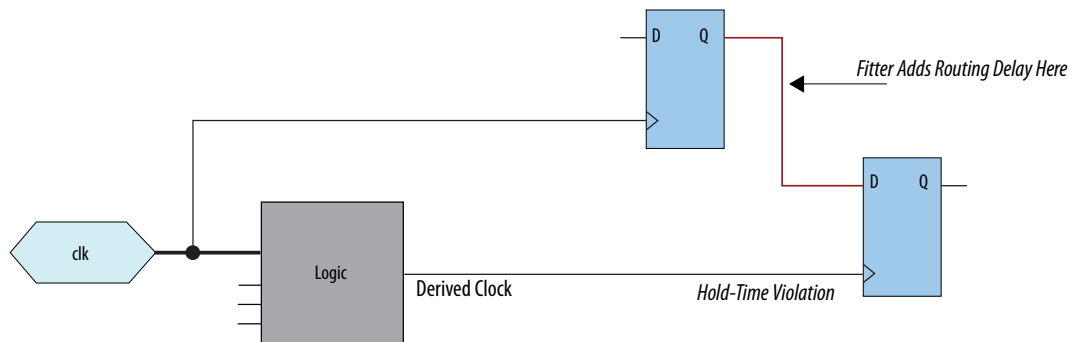 D Q
Fitter Adds Routing Delay Here
D Q
clk
Logic
Derived Clock
Hold-Time Violation